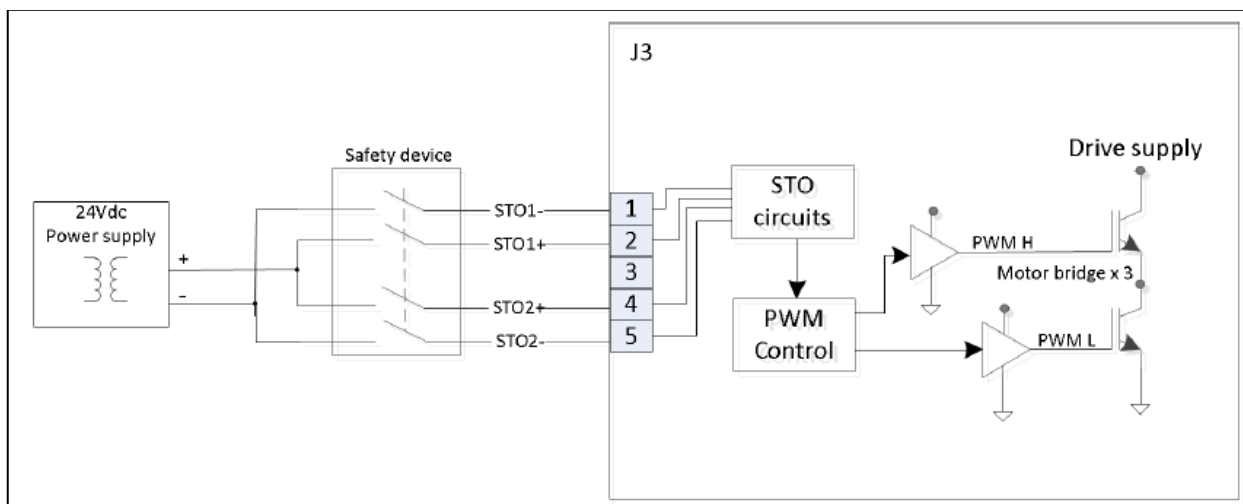 J3
Safety device
24Vdc
Power supply
+
-
STO1-
STO1+
STO2+
STO2-
1
2
3
4
5
STO
circuits
PWM
Control
PWM H
PWM L
Drive supply
Motor bridge x 3